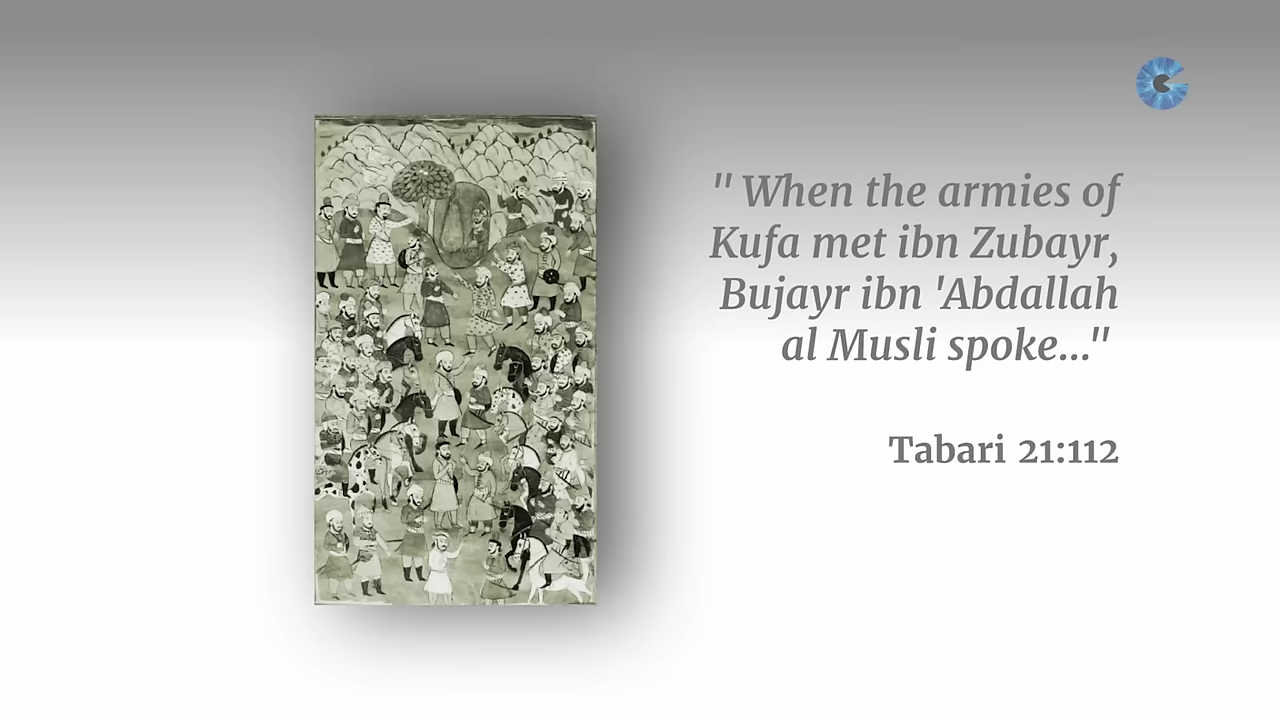 " When the armies of
Kufa met ibn Zubayr,
Bujayr ibn 'Abdallah
al Musli spoke..."
Tabari 21:112